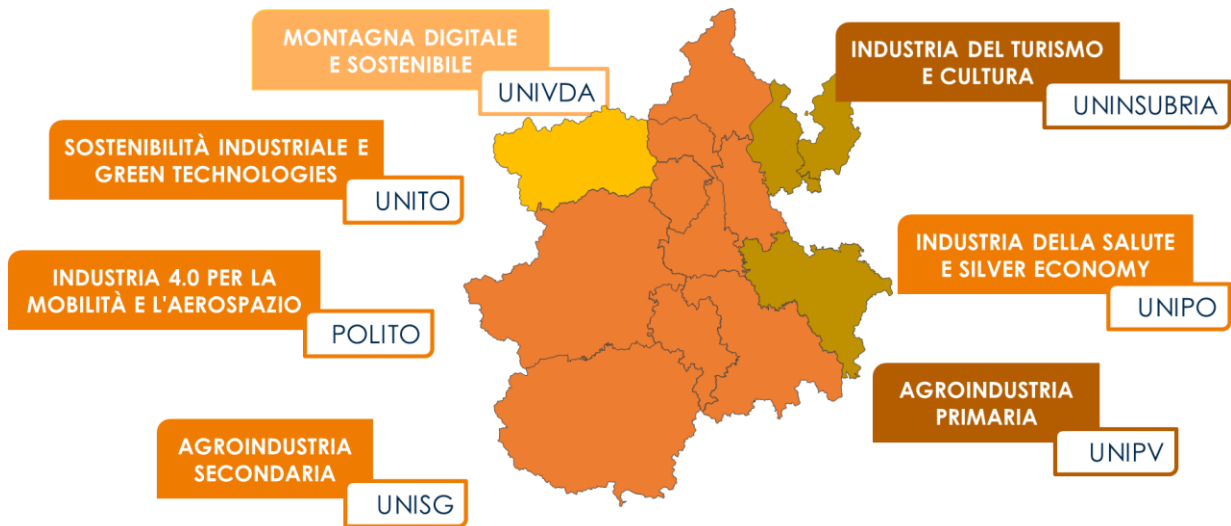 MONTAGNA DIGITALE
E SOSTENIBILE
UNIVDA
INDUSTRIA DEL TURISMO
E CULTURA
UNINSUBRIA
SOSTENIBILITÀ INDUSTRIALE E
GREEN TECHNOLOGIES
UNITO
INDUSTRIA DELLA SALUTE
E SILVER ECONOMY
UNIPO
INDUSTRIA 4.0 PER LA
MOBILITÀ E L'AEROSPAZIO
POLITO
AGROINDUSTRIA
PRIMARIA
UNIPV
AGROINDUSTRIA
SECONDARIA
UNISG